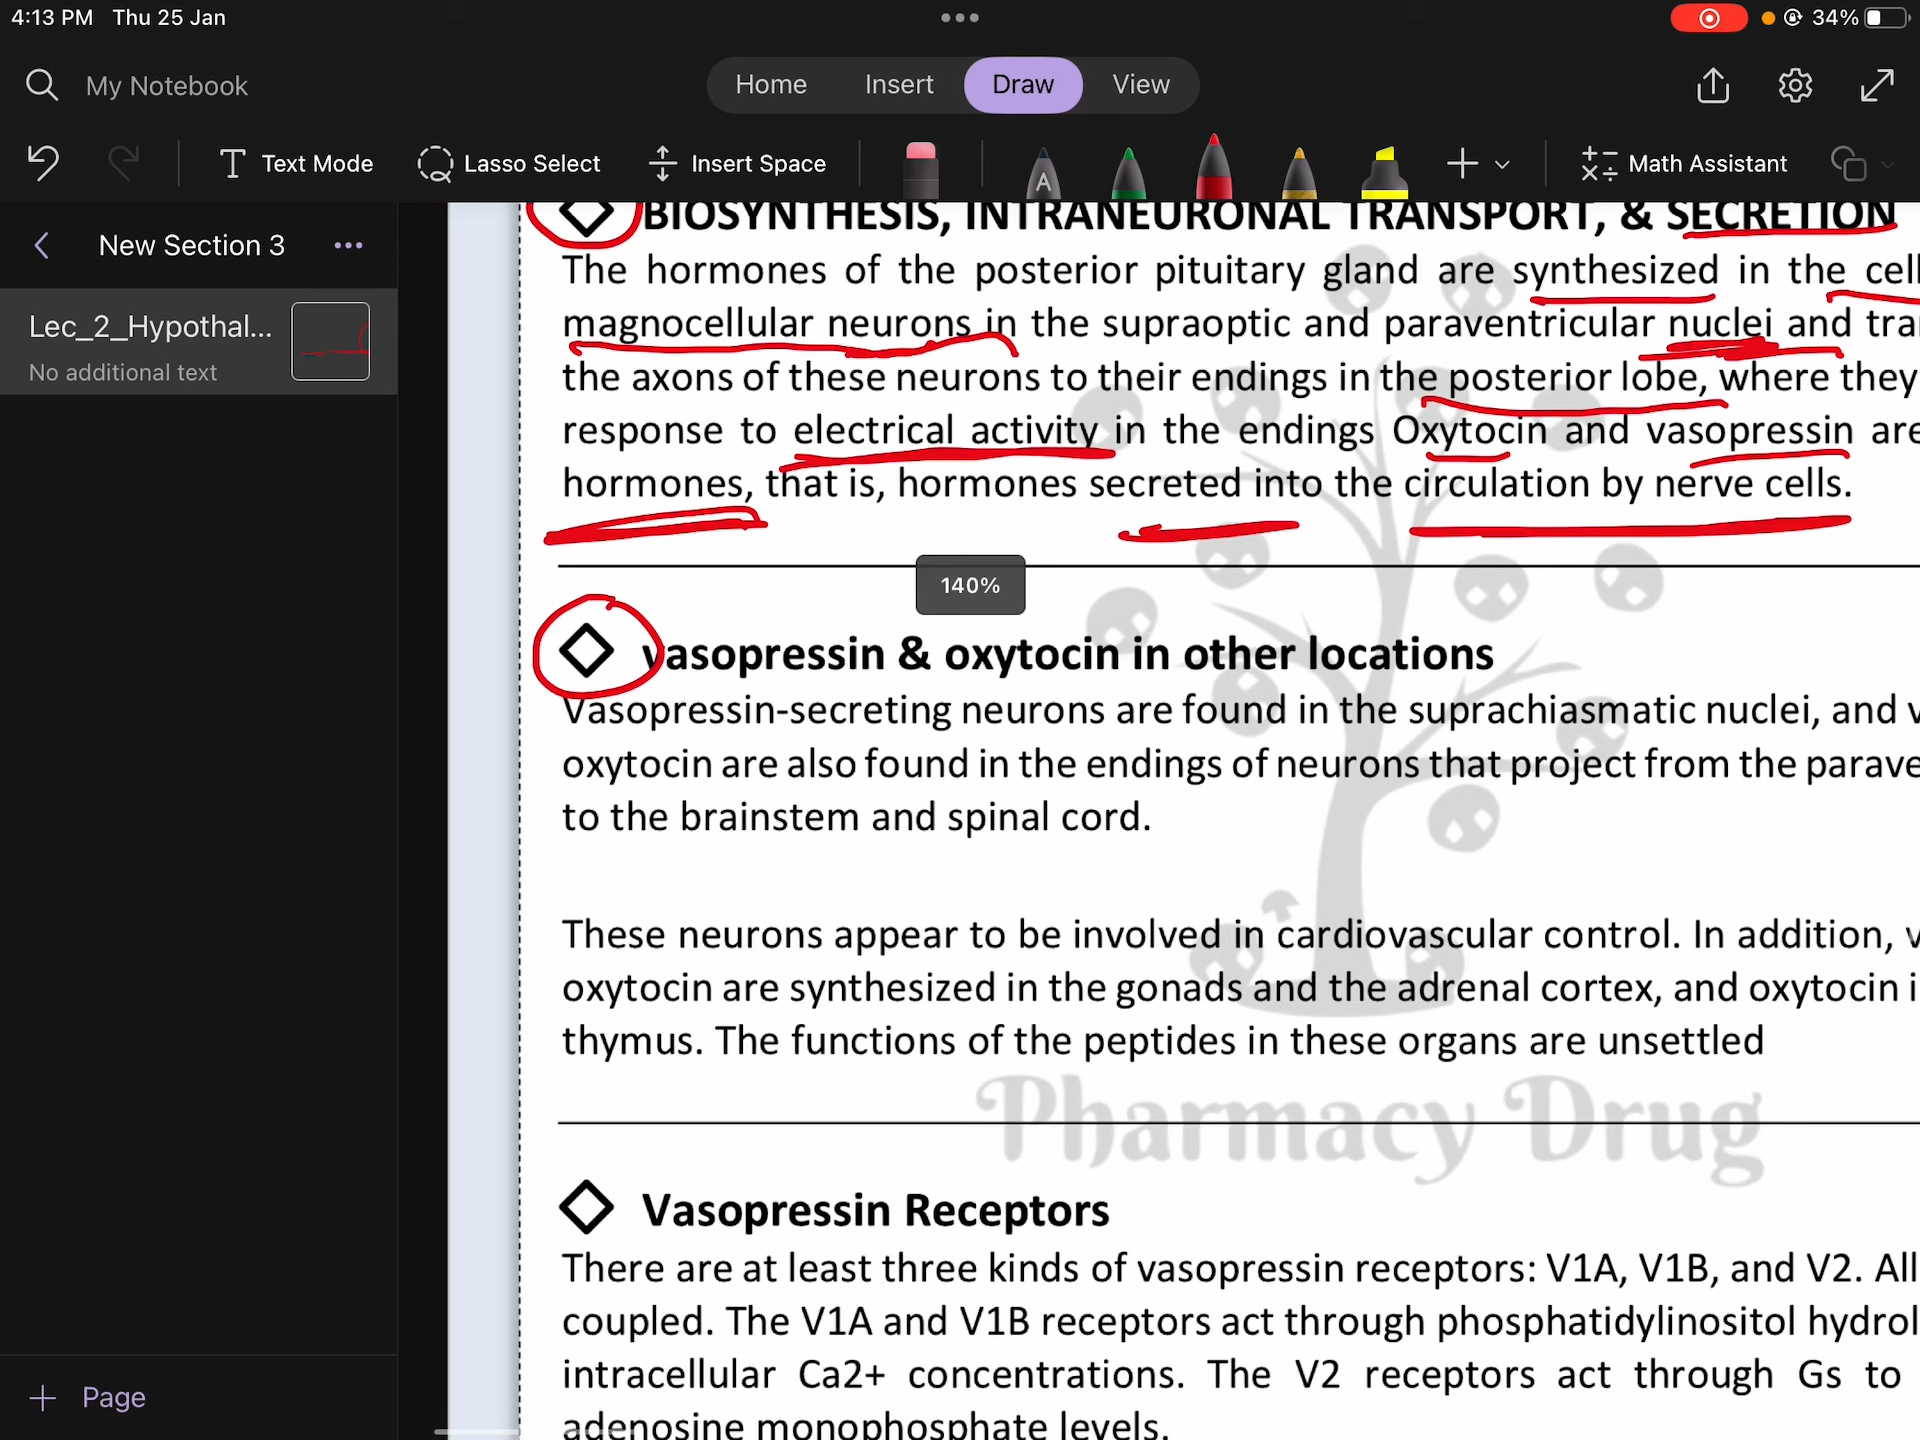 4:13 PM Thu 25 Jan
34%
My Notebook
Home Insert Draw View
Text Mode Lasso Select Insert Space A Math Assistant
New Section 3
Lec_2_Hypothal...
No additional text
BIOSYNTHESIS, INTRANEURONAL TRANSPORT, & SECRETION
The hormones of the posterior pituitary gland are synthesized in the cell
magnocellular neurons in the supraoptic and paraventricular nuclei and tra
the axons of these neurons to their endings in the posterior lobe, where they
response to electrical activity in the endings Oxytocin and vasopressin are
hormones, that is, hormones secreted into the circulation by nerve cells.
140%
vasopressin & oxytocin in other locations
Vasopressin-secreting neurons are found in the suprachiasmatic nuclei, and v
oxytocin are also found in the endings of neurons that project from the parave
to the brainstem and spinal cord.
These neurons appear to be involved in cardiovascular control. In addition, v
oxytocin are synthesized in the gonads and the adrenal cortex, and oxytocin i
thymus. The functions of the peptides in these organs are unsettled
Pharmacy Drug
Vasopressin Receptors
There are at least three kinds of vasopressin receptors: V1A, V1B, and V2. All
coupled. The V1A and V1B receptors act through phosphatidylinositol hydrol
intracellular Ca2+ concentrations. The V2 receptors act through Gs to
adenosine monophosphate levels.
Page